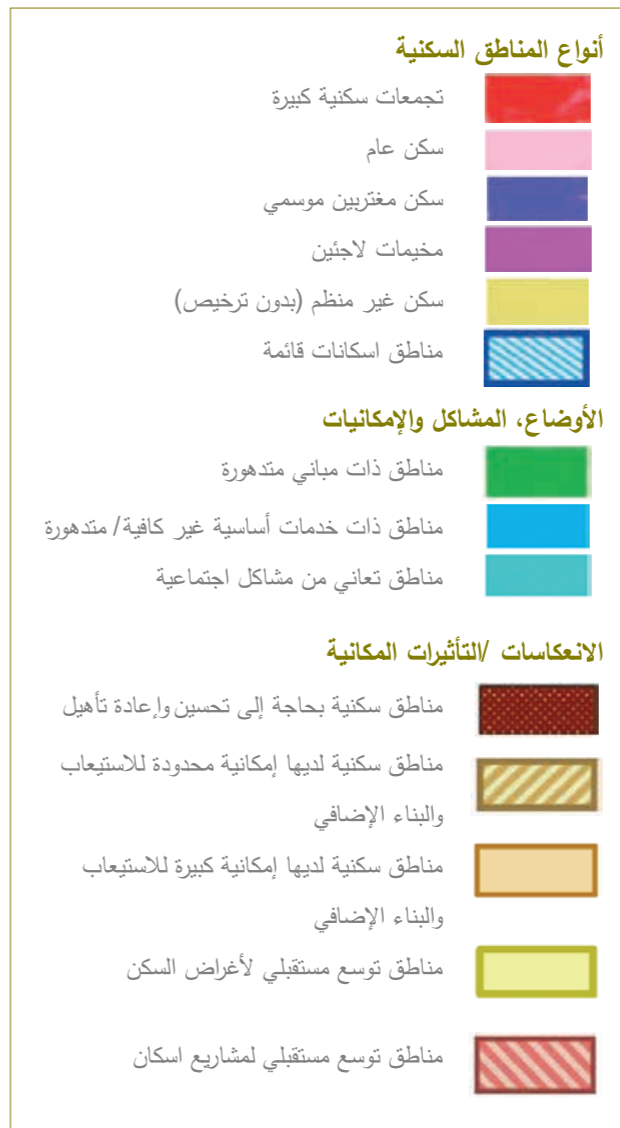 أنواع المناطق السكنية
تجمعات سكنية كبيرة
سكن عام
سكن مغتربين موسمي
مخيمات لاجئين
سكن غير منظم (بدون ترخيص)
مناطق اسكانات قائمة
الأوضاع، المشاكل والإمكانيات
مناطق ذات مباني متدهورة
مناطق ذات خدمات أساسية غير كافية/ متدهورة
مناطق تعاني من مشاكل اجتماعية
الانعكاسات /التأثيرات المكانية
مناطق سكنية بحاجة إلى تحسين وإعادة تأهيل
مناطق سكنية لديها إمكانية محدودة للاستيعاب
والبناء الإضافي
مناطق سكنية لديها إمكانية كبيرة للاستيعاب
والبناء الإضافي
مناطق توسع مستقبلي لأغراض السكن
مناطق توسع مستقبلي لمشاريع اسكان